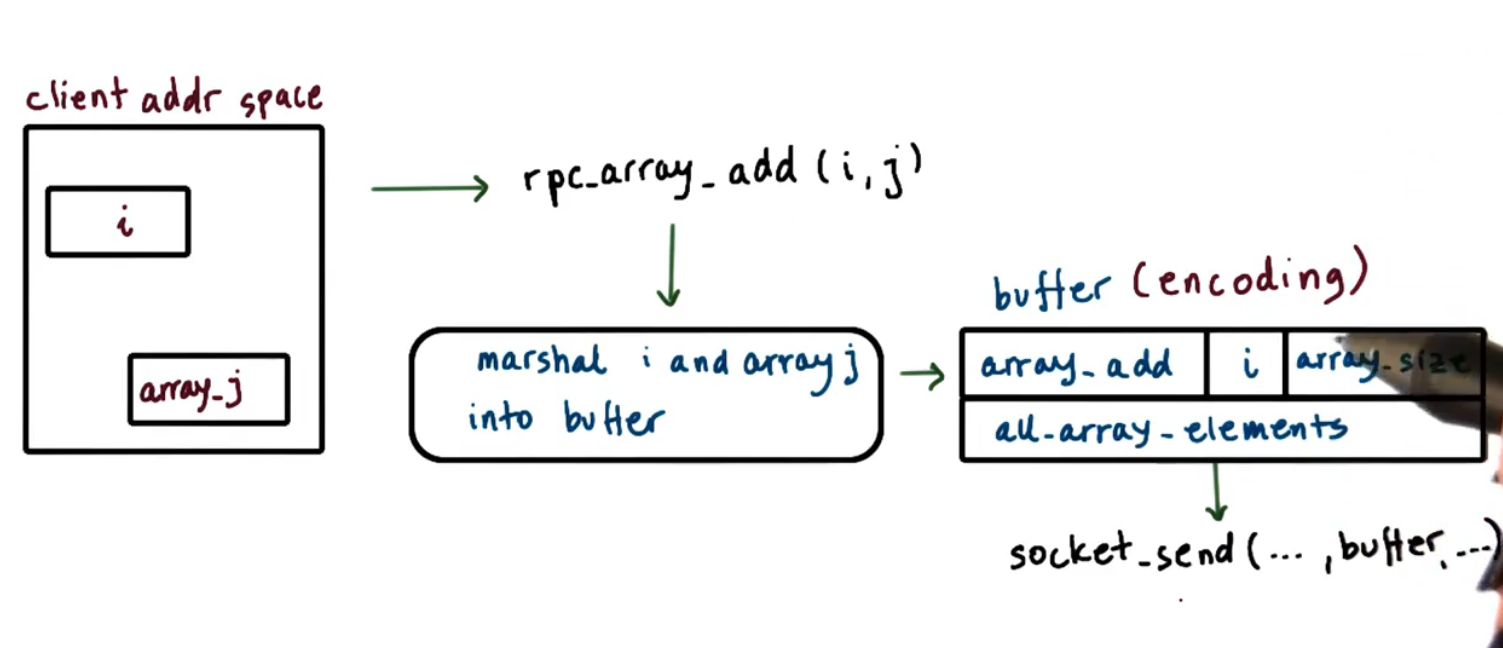 client addr space
i
array_j
rpc_array_add (i,j)
marshal i and array j
into buffer
buffer (encoding)
array_add
i
array_size
all_array_elements
socket_send (... ,buffer, ...)